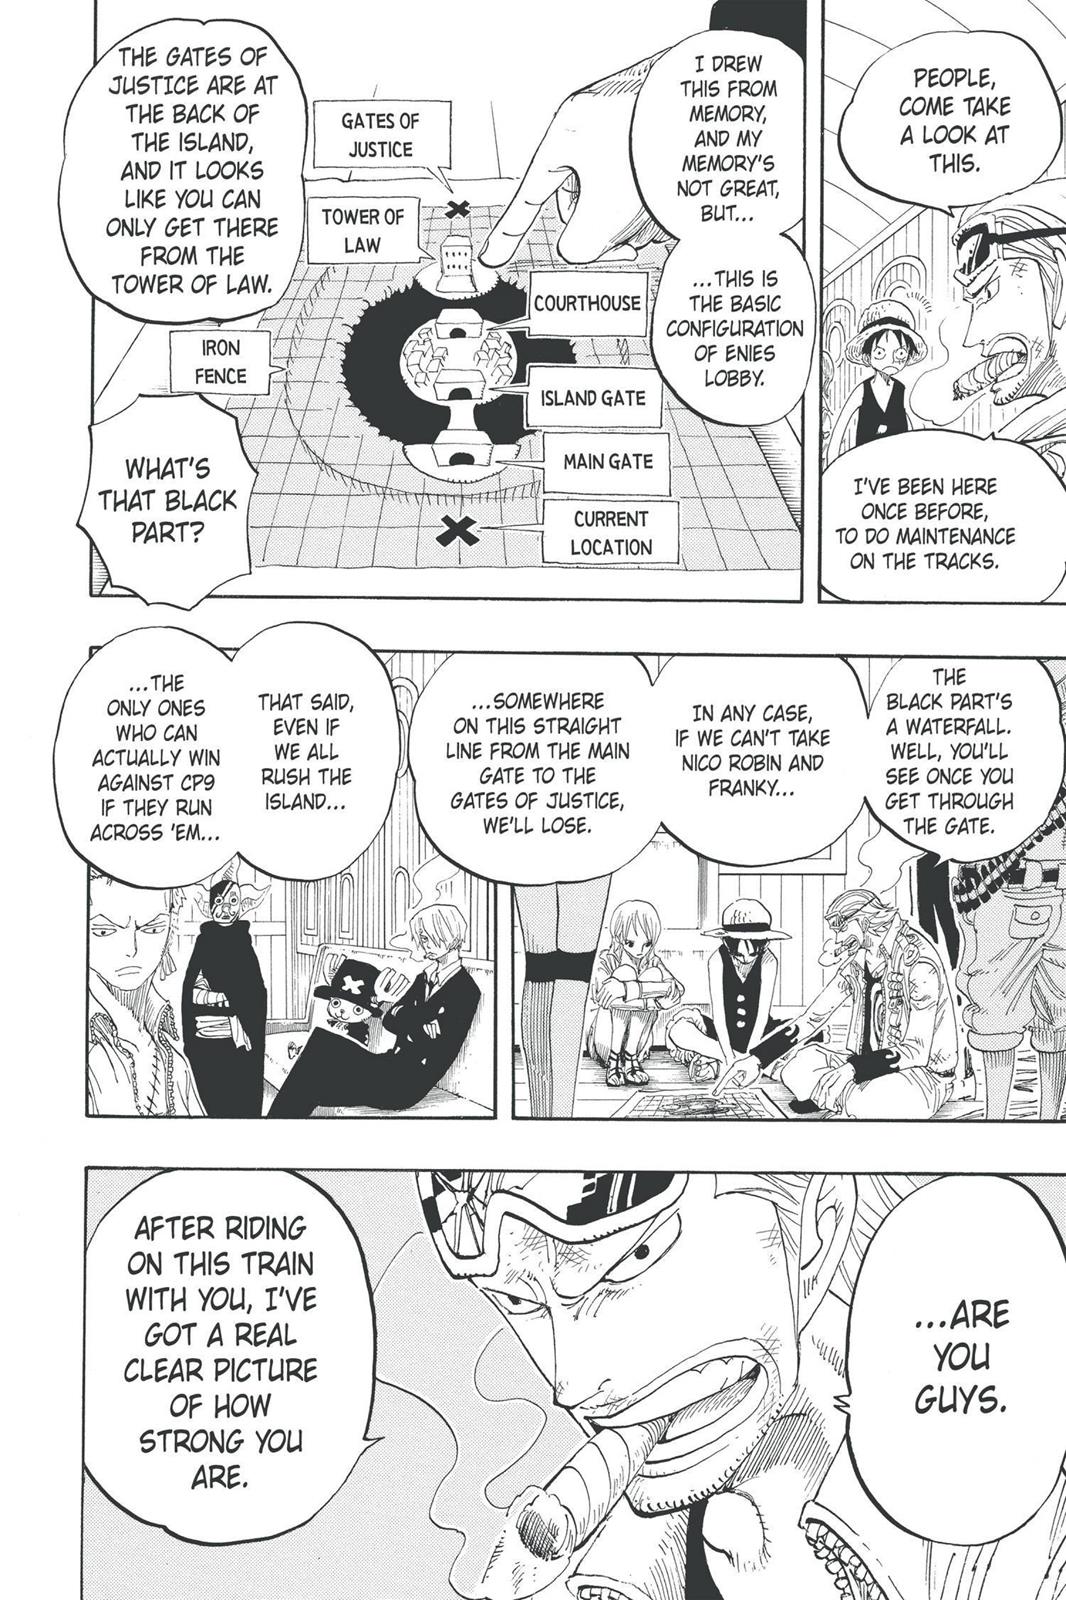 PEOPLE,
COME TAKE
A LOOK AT
THIS.
I'VE BEEN HERE
ONCE BEFORE,
TO DO MAINTENANCE
ON THE TRACKS.
I DREW
THIS FROM
MEMORY,
AND MY
MEMORY'S
NOT GREAT,
BUT...
...THIS IS
THE BASIC
CONFIGURATION
OF ENIES
LOBBY.
GATES OF
JUSTICE
TOWER OF
LAW
COURTHOUSE
IRON
FENCE
ISLAND GATE
MAIN GATE
CURRENT
LOCATION
THE GATES OF
JUSTICE ARE AT
THE BACK OF
THE ISLAND,
AND IT LOOKS
LIKE YOU CAN
ONLY GET THERE
FROM THE
TOWER OF LAW.
WHAT'S
THAT BLACK
PART?
THE
BLACK PART'S
A WATERFALL.
WELL, YOU'LL
SEE ONCE YOU
GET THROUGH
THE GATE.
IN ANY CASE,
IF WE CAN'T TAKE
NICO ROBIN AND
FRANKY...
...SOMEWHERE
ON THIS STRAIGHT
LINE FROM THE MAIN
GATE TO THE
GATES OF JUSTICE,
WE'LL LOSE.
THAT SAID,
EVEN IF
WE ALL
RUSH THE
ISLAND...
...THE
ONLY ONES
WHO CAN
ACTUALLY WIN
AGAINST CP9
IF THEY RUN
ACROSS 'EM...
...ARE
YOU
GUYS.
AFTER RIDING
ON THIS TRAIN
WITH YOU, I'VE
GOT A REAL
CLEAR PICTURE
OF HOW
STRONG YOU
ARE.